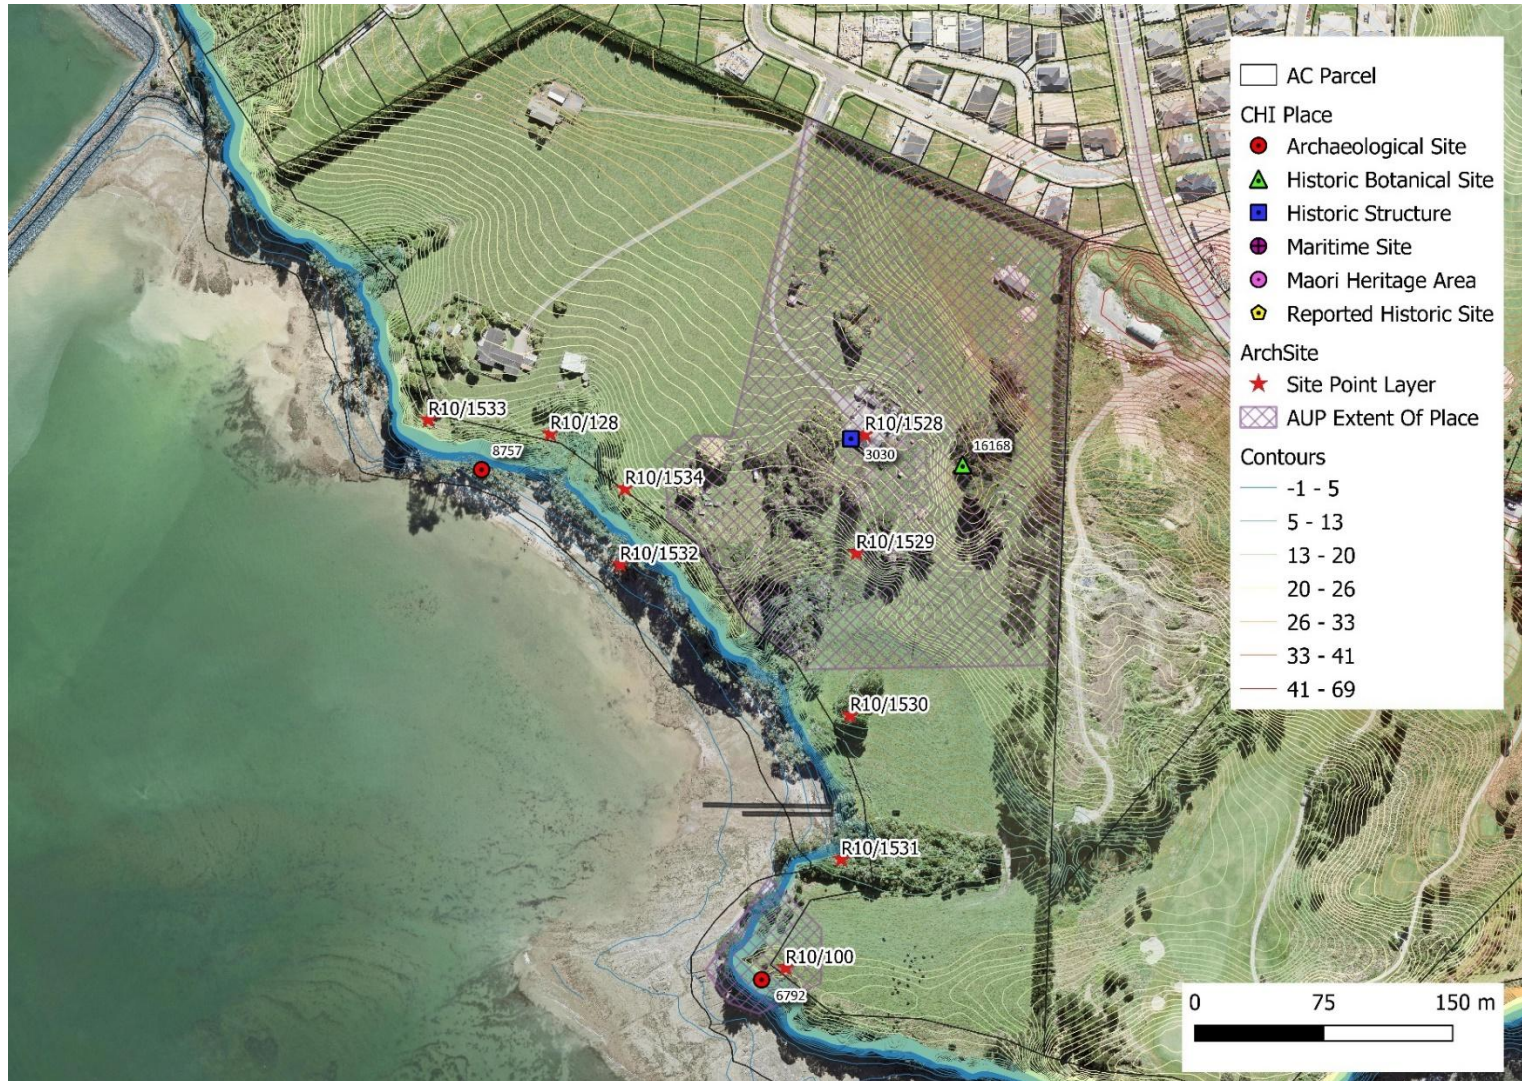 AC Parcel
CHI Place
Archaeological Site
Historic Botanical Site
Historic Structure
Maritime Site
Maori Heritage Area
Reported Historic Site
ArchSite
Site Point Layer
AUP Extent Of Place
Contours
-1 - 5
5 - 13
13 - 20
20 - 26
26 - 33
33 - 41
41 - 69
R10/1533
R10/128
8757
R10/1534
R10/1532
R10/1528
3030
16168
R10/1529
R10/1530
R10/1531
R10/100
6792
0 75 150 m